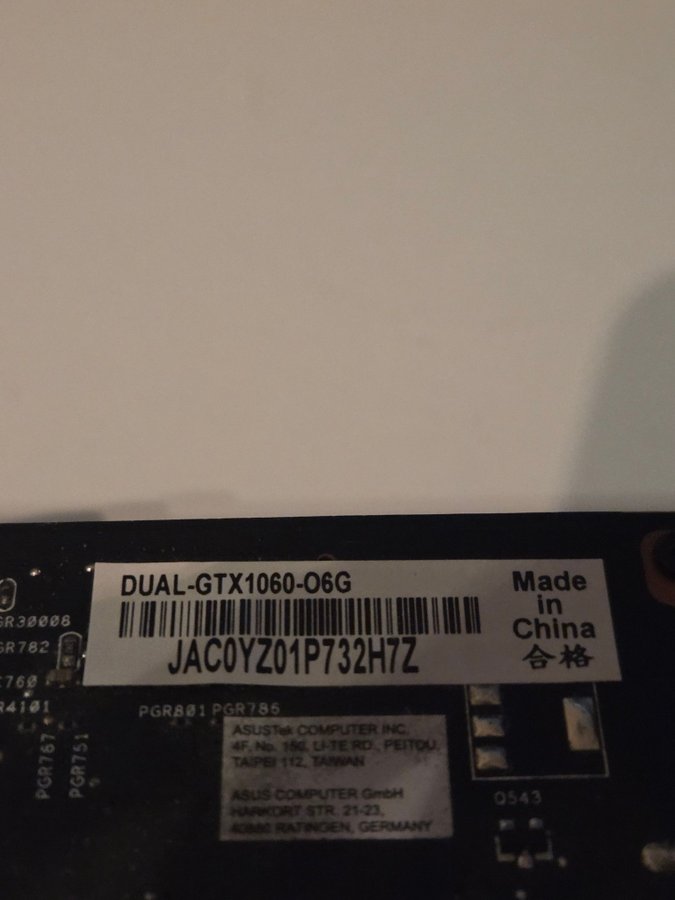 DUAL-GTX1060-O6G
JAC0YZ01P732H7Z
Made
in
China
合格
GR30008
GR782
C760
R4101
PGR801 PGR786
PGR767
PGR751
ASUSTek COMPUTER INC.
4F, No. 150, LI-TE RD., PEITOU,
TAIPEI 112, TAIWAN
ASUS COMPUTER GmbH
HARKORT STR. 21-23,
40880 RATINGEN, GERMANY
Q543